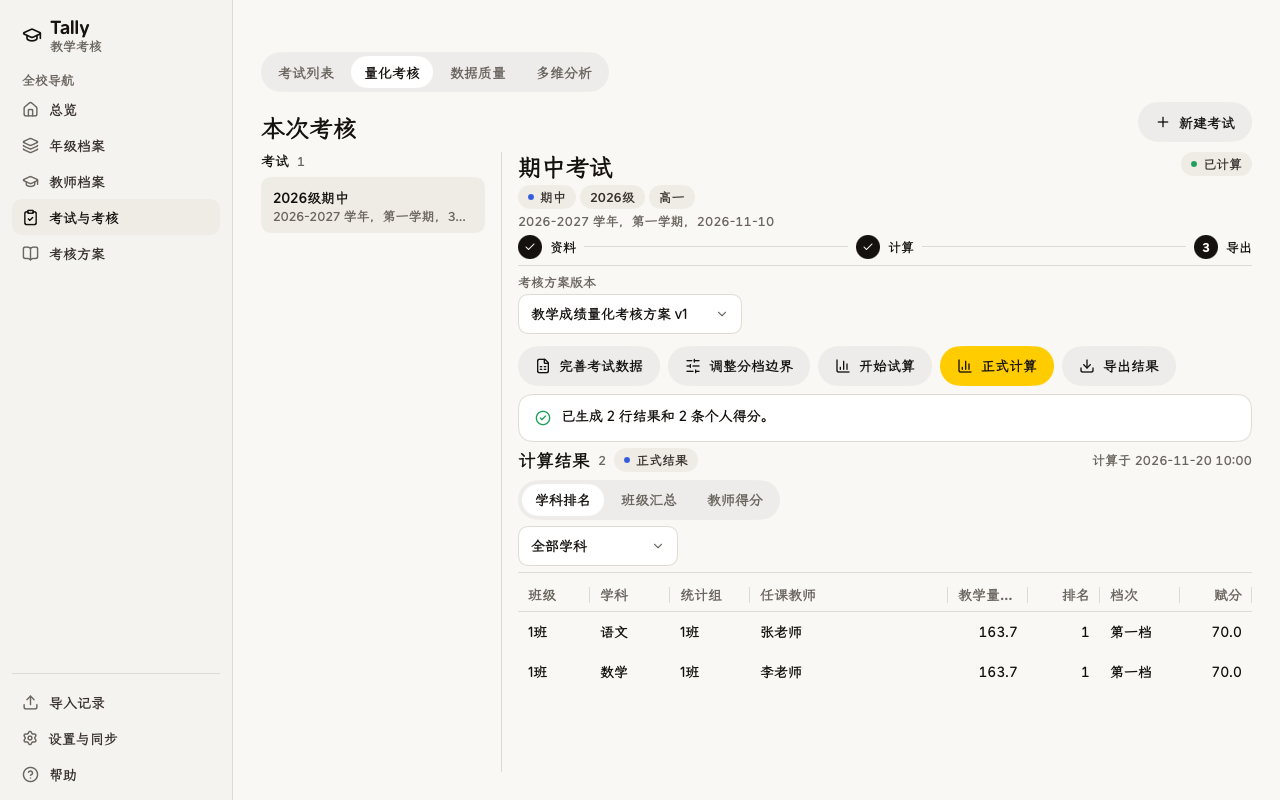 Tally
教学考核
全校导航
总览
年级档案
教师档案
考试与考核
考核方案
导入记录
设置与同步
帮助
考试列表
量化考核
数据质量
多维分析
本次考核
新建考试
考试 1
2026级期中
2026-2027 学年，第一学期，3...
期中考试
已计算
期中
2026级
高一
2026-2027 学年，第一学期，2026-11-10
资料
计算
3 导出
考核方案版本
教学成绩量化考核方案 v1
完善考试数据
调整分档边界
开始试算
正式计算
导出结果
已生成 2 行结果和 2 条个人得分。
计算结果 2 正式结果
计算于 2026-11-20 10:00
学科排名
班级汇总
教师得分
全部学科
班级 学科 统计组 任课教师 教学量... 排名 档次 赋分
1班 语文 1班 张老师 163.7 1 第一档 70.0
1班 数学 1班 李老师 163.7 1 第一档 70.0